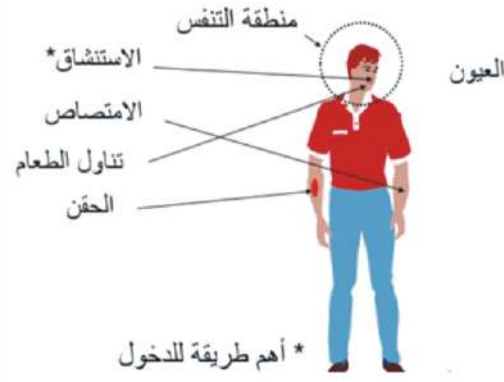 منطقة التنفس
الاستنشاق*
العيون
الامتصاص
تناول الطعام
الحقن
* أهم طريقة للدخول